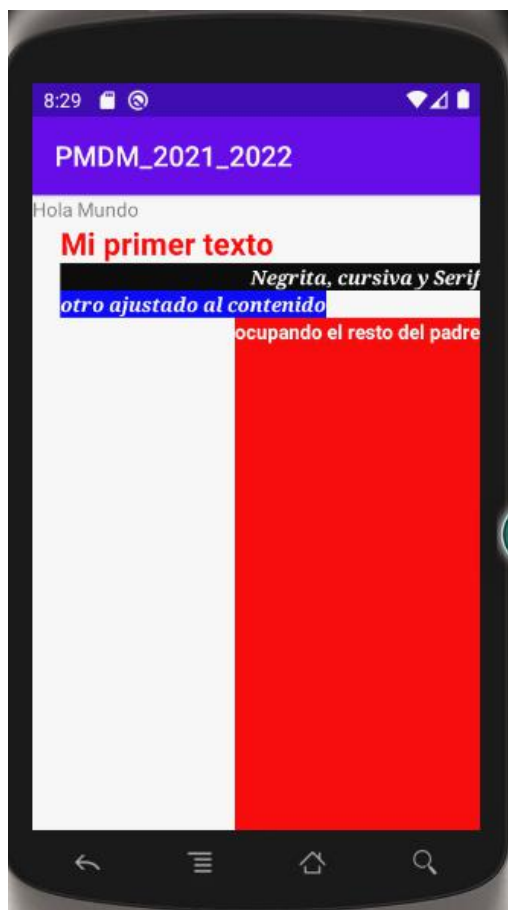 8:29
PMDM_2021_2022
Hola Mundo
Mi primer texto
Negrita, cursiva y Serif
otro ajustado al contenido
ocupando el resto del padre